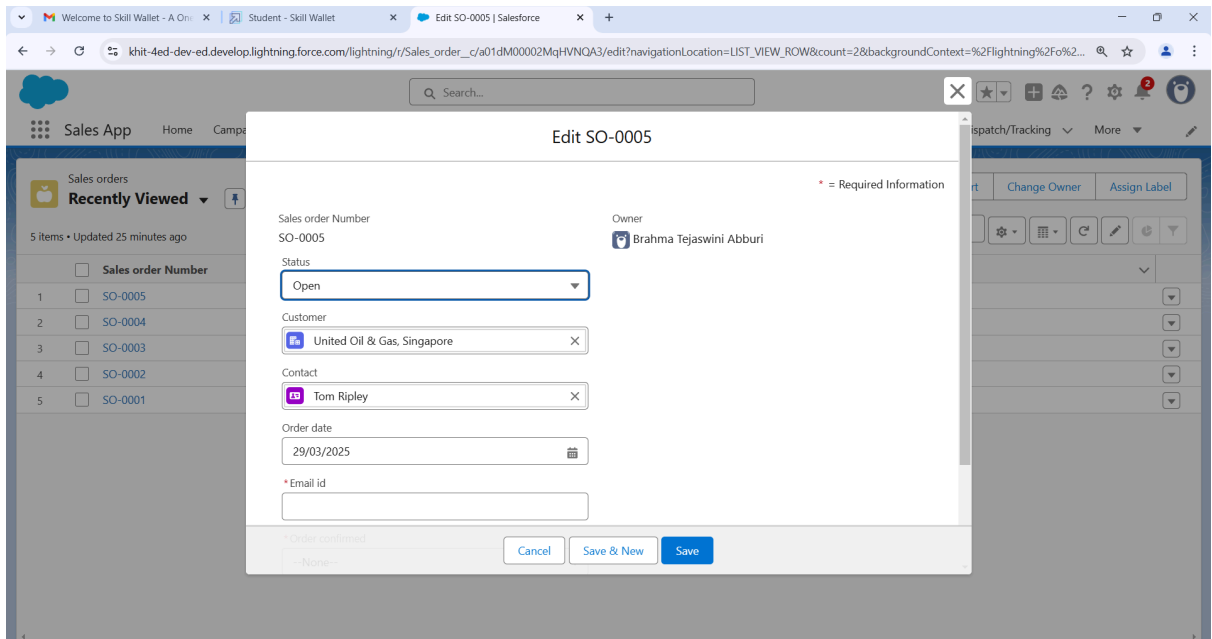 Welcome to Skill Wallet - A One
Student - Skill Wallet
Edit SO-0005 | Salesforce
khit-4ed-dev-ed.develop.lightning.force.com/lightning/r/Sales_order__c/a01dM00002MqHVNQA3/edit?navigationLocation=LIST_VIEW_ROW&count=2&backgroundContext=%2Flightning%2Fo%2...
Search...
2
Sales App Home Campa
ispatch/Tracking More
Edit SO-0005
Sales orders
Recently Viewed
rt Change Owner Assign Label
* = Required Information
5 items • Updated 25 minutes ago
Sales order Number
1 SO-0005
2 SO-0004
3 SO-0003
4 SO-0002
5 SO-0001
Sales order Number
SO-0005
Owner
Brahma Tejaswini Abburi
Status
Open
Customer
United Oil & Gas, Singapore
Contact
Tom Ripley
Order date
29/03/2025
* Email id
* Order confirmed
--None--
Cancel Save & New Save